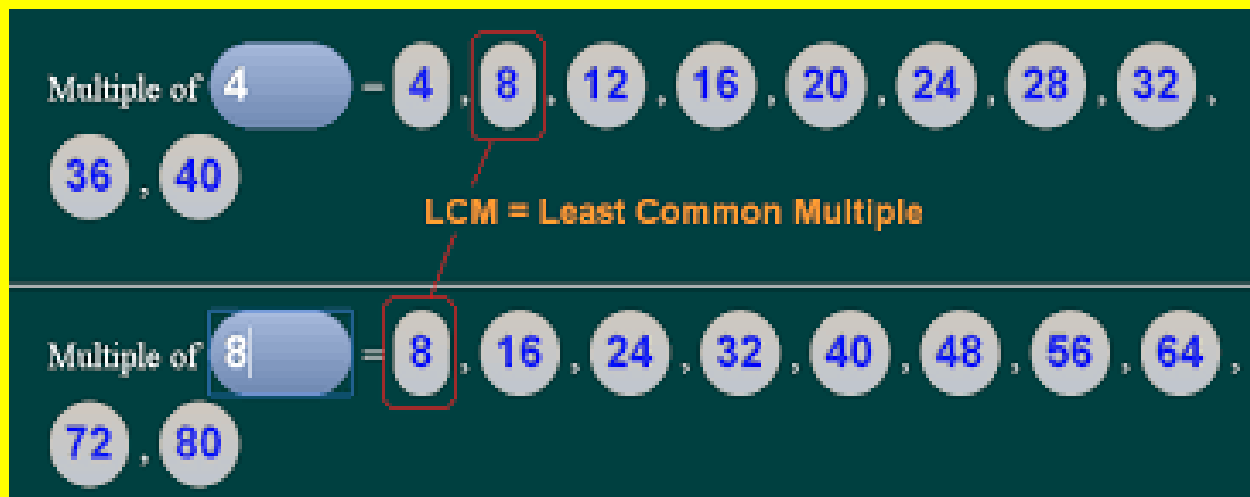 Multiple of 4 = 4 , 8 , 12 , 16 , 20 , 24 , 28 , 32 ,
36 , 40
LCM = Least Common Multiple
Multiple of 8 = 8 , 16 , 24 , 32 , 40 , 48 , 56 , 64 ,
72 , 80